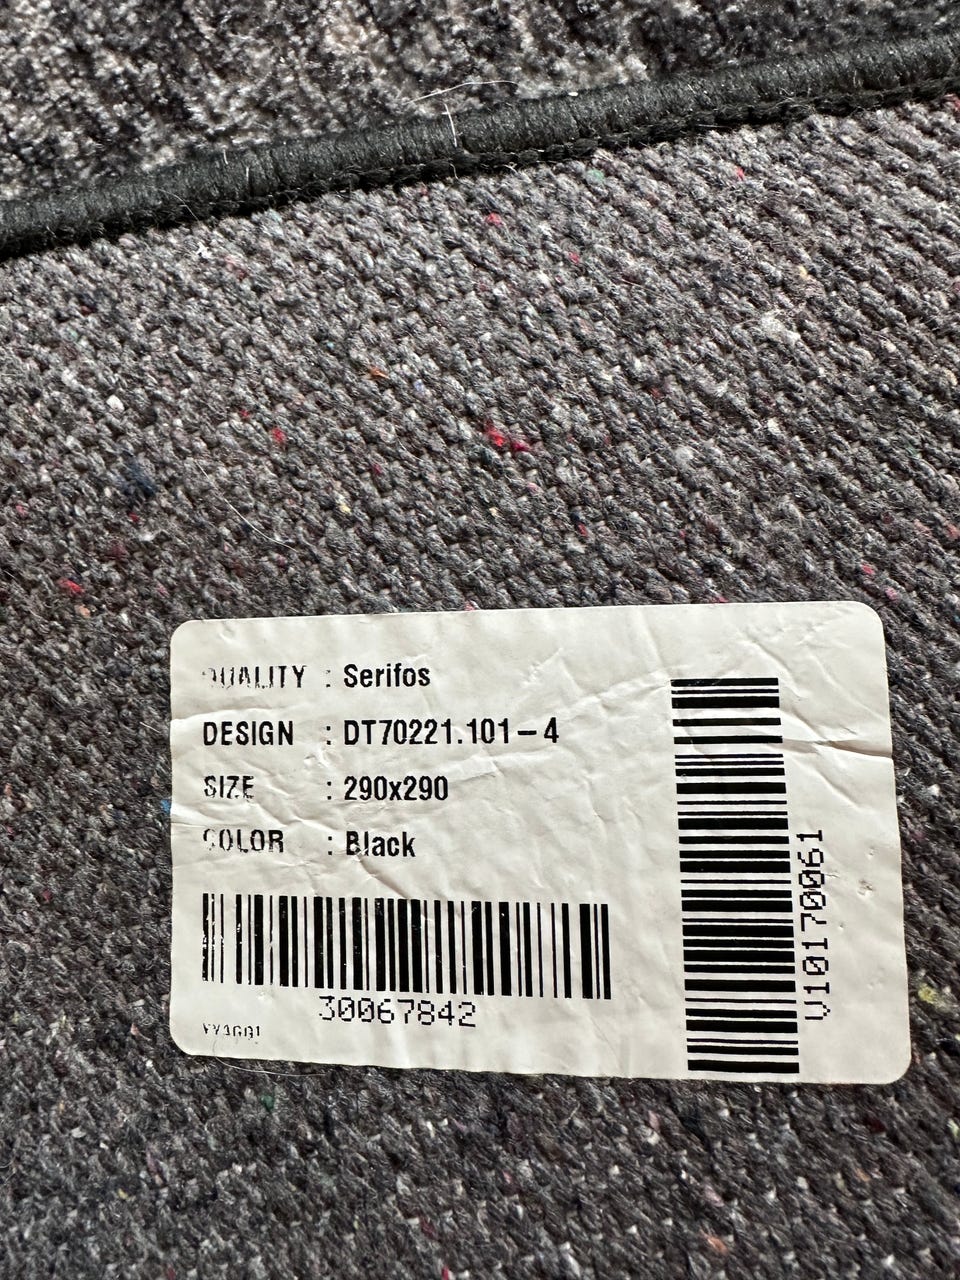 QUALITY : Serifos
DESIGN : DT70221.101-4
SIZE : 290x290
COLOR : Black
30067842
V10170061